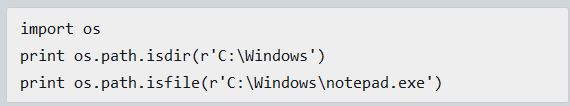 import os
print os.path.isdir(r'C:\Windows')
print os.path.isfile(r'C:\Windows\notepad.exe')